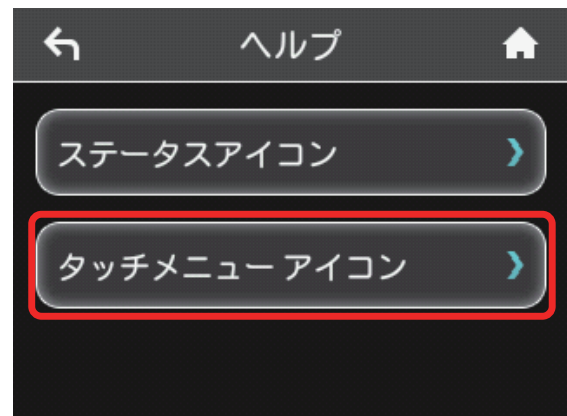 ヘルプ
ステータスアイコン
タッチメニュー アイコン